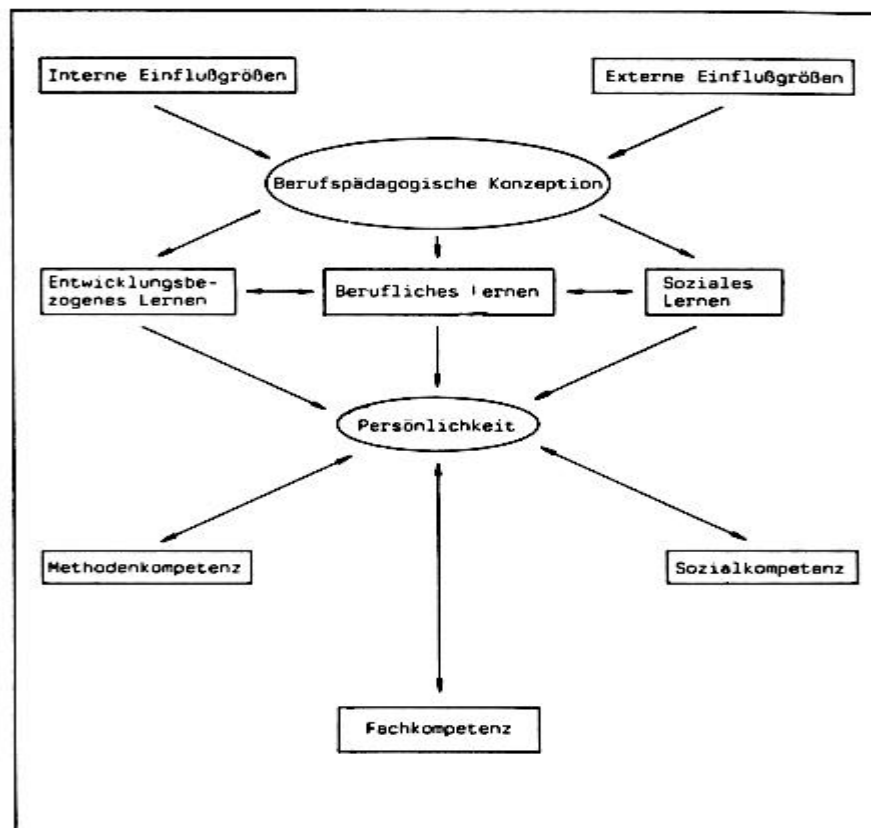 Interne Einflußgrößen
Externe Einflußgrößen
Berufspädagogische Konzeption
Entwicklungsbe-
zogenes Lernen
Berufliches Lernen
Soziales
Lernen
Persönlichkeit
Methodenkompetenz
Sozialkompetenz
Fachkompetenz